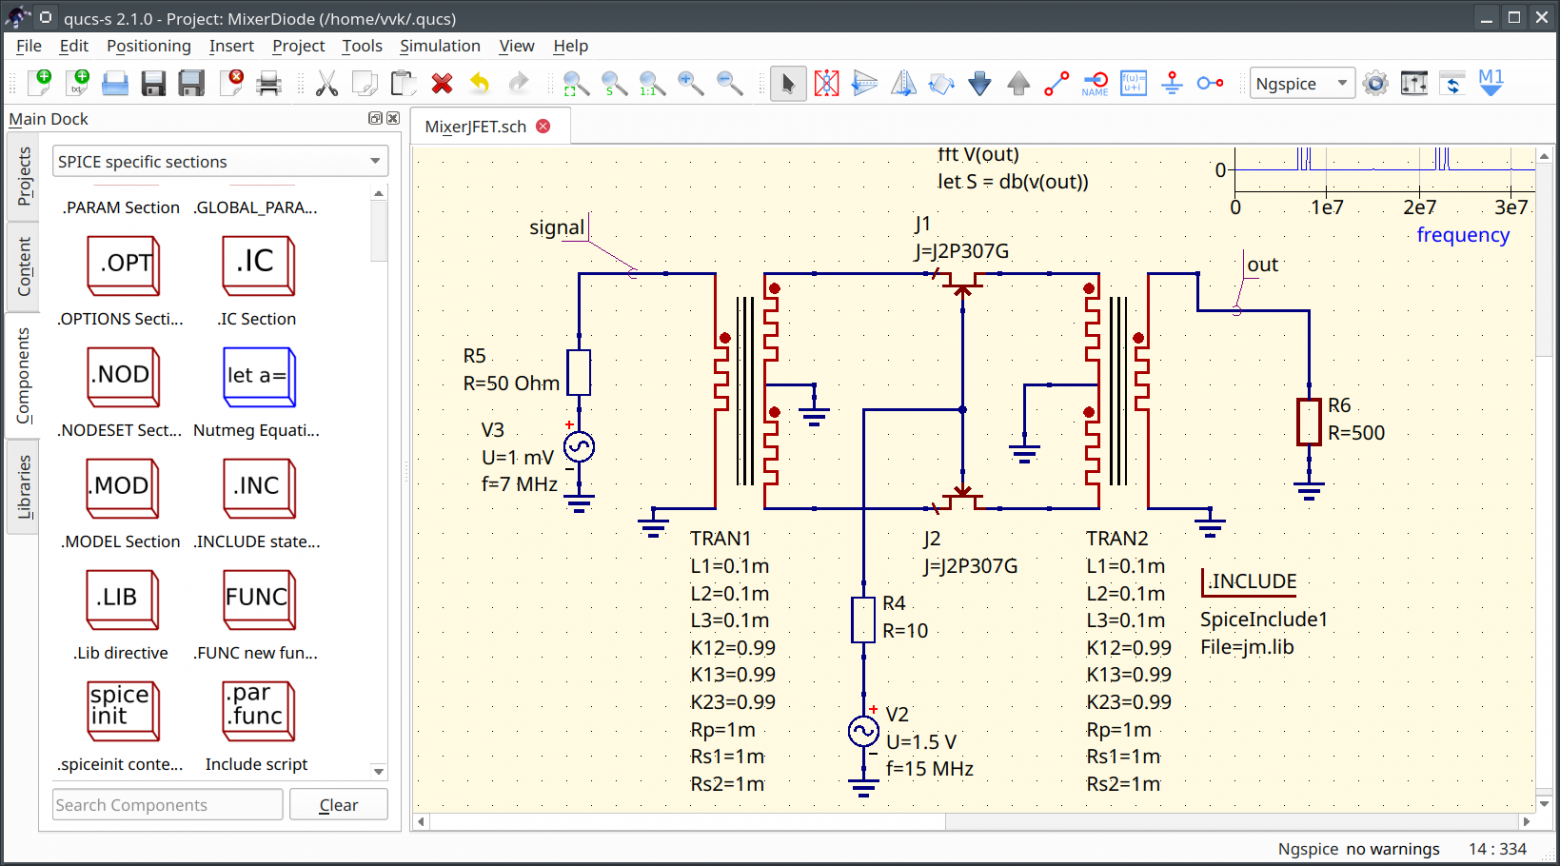 qucs-s 2.1.0 - Project: MixerDiode (/home/vvk/.qucs)
File Edit Positioning Insert Project Tools Simulation View Help
txt
S
1:1
NAME
f(u)=
u÷i
Ngspice
M1
Main Dock
MixerJFET.sch
Projects
Content
Components
Libraries
SPICE specific sections
.PARAM Section
.GLOBAL_PARA...
.OPT
.OPTIONS Secti...
.IC
.IC Section
.NOD
.NODESET Sect...
let a=
Nutmeg Equati...
.MOD
.MODEL Section
.INC
.INCLUDE state...
.LIB
.Lib directive
FUNC
.FUNC new fun...
spice
init
.spiceinit conte...
.par
.func
Include script
Search Components
Clear
fft V(out)
let S = db(v(out))
0
0
1e7
2e7
3e7
frequency
signal
J1
J=J2P307G
out
R5
R=50 Ohm
+
V3
U=1 mV
f=7 MHz
−
R6
R=500
TRAN1
L1=0.1m
L2=0.1m
L3=0.1m
K12=0.99
K13=0.99
K23=0.99
Rp=1m
Rs1=1m
Rs2=1m
J2
J=J2P307G
R4
R=10
+
V2
U=1.5 V
f=15 MHz
−
TRAN2
L1=0.1m
L2=0.1m
L3=0.1m
K12=0.99
K13=0.99
K23=0.99
Rp=1m
Rs1=1m
Rs2=1m
.INCLUDE
SpiceInclude1
File=jm.lib
Ngspice no warnings 14 : 334